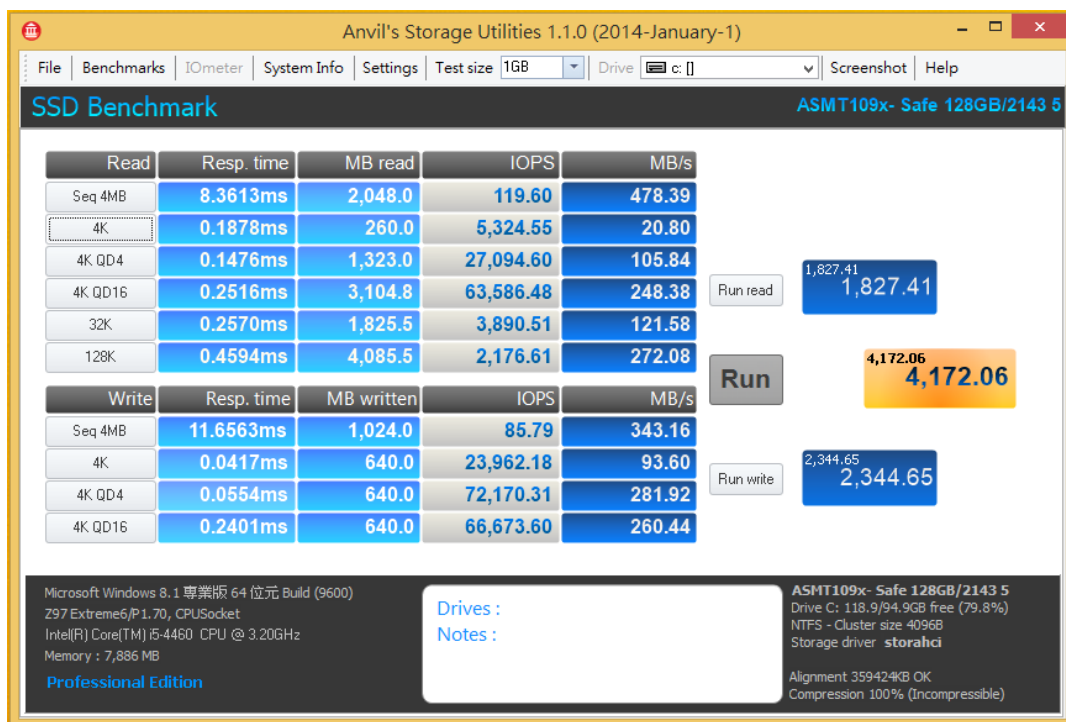 Anvil's Storage Utilities 1.1.0 (2014-January-1)
File Benchmarks IOmeter System Info Settings Test size 1GB Drive c: [] Screenshot Help
SSD Benchmark ASMT109x- Safe 128GB/2143 5
Read Resp. time MB read IOPS MB/s
Seq 4MB 8.3613ms 2,048.0 119.60 478.39
4K 0.1878ms 260.0 5,324.55 20.80
4K QD4 0.1476ms 1,323.0 27,094.60 105.84
4K QD16 0.2516ms 3,104.8 63,586.48 248.38
32K 0.2570ms 1,825.5 3,890.51 121.58
128K 0.4594ms 4,085.5 2,176.61 272.08
Run read
1,827.41
1,827.41
Run
4,172.06
4,172.06
Write Resp. time MB written IOPS MB/s
Seq 4MB 11.6563ms 1,024.0 85.79 343.16
4K 0.0417ms 640.0 23,962.18 93.60
4K QD4 0.0554ms 640.0 72,170.31 281.92
4K QD16 0.2401ms 640.0 66,673.60 260.44
Run write
2,344.65
2,344.65
Microsoft Windows 8.1 專業版 64 位元 Build (9600)
Z97 Extreme6/P1.70, CPUSocket
Intel(R) Core(TM) i5-4460 CPU @ 3.20GHz
Memory : 7,886 MB
Professional Edition
Drives :
Notes :
ASMT109x- Safe 128GB/2143 5
Drive C: 118.9/94.9GB free (79.8%)
NTFS - Cluster size 4096B
Storage driver storahci
Alignment 359424KB OK
Compression 100% (Incompressible)